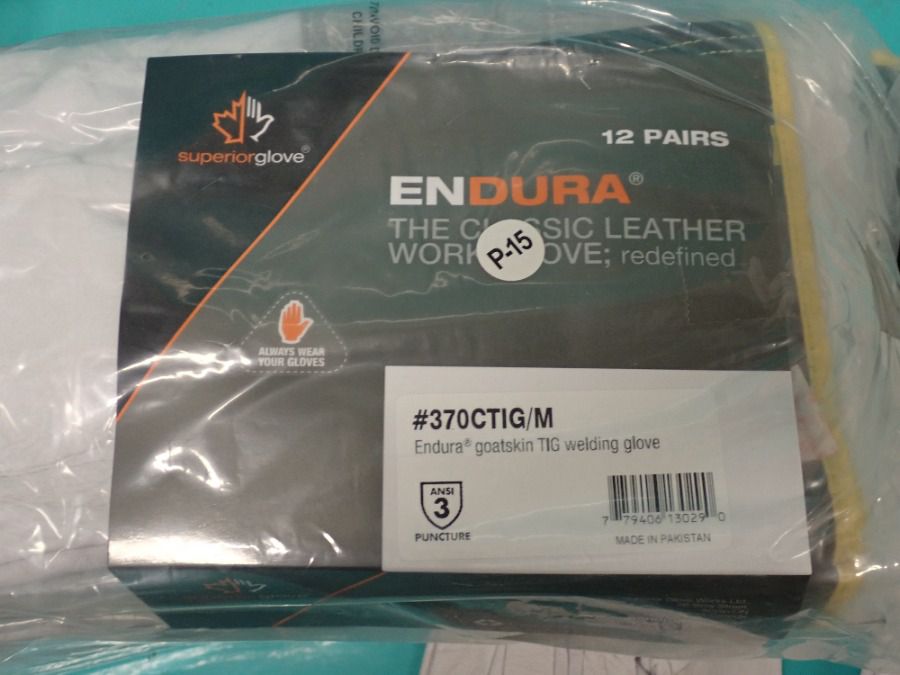 superiorglove®
12 PAIRS
ENDURA®
THE CLASSIC LEATHER
WORK GLOVE; redefined
P-15
ALWAYS WEAR
YOUR GLOVES
#370CTIG/M
Endura® goatskin TIG welding glove
ANSI
3
PUNCTURE
7 79406 13029 0
MADE IN PAKISTAN
superiorglove